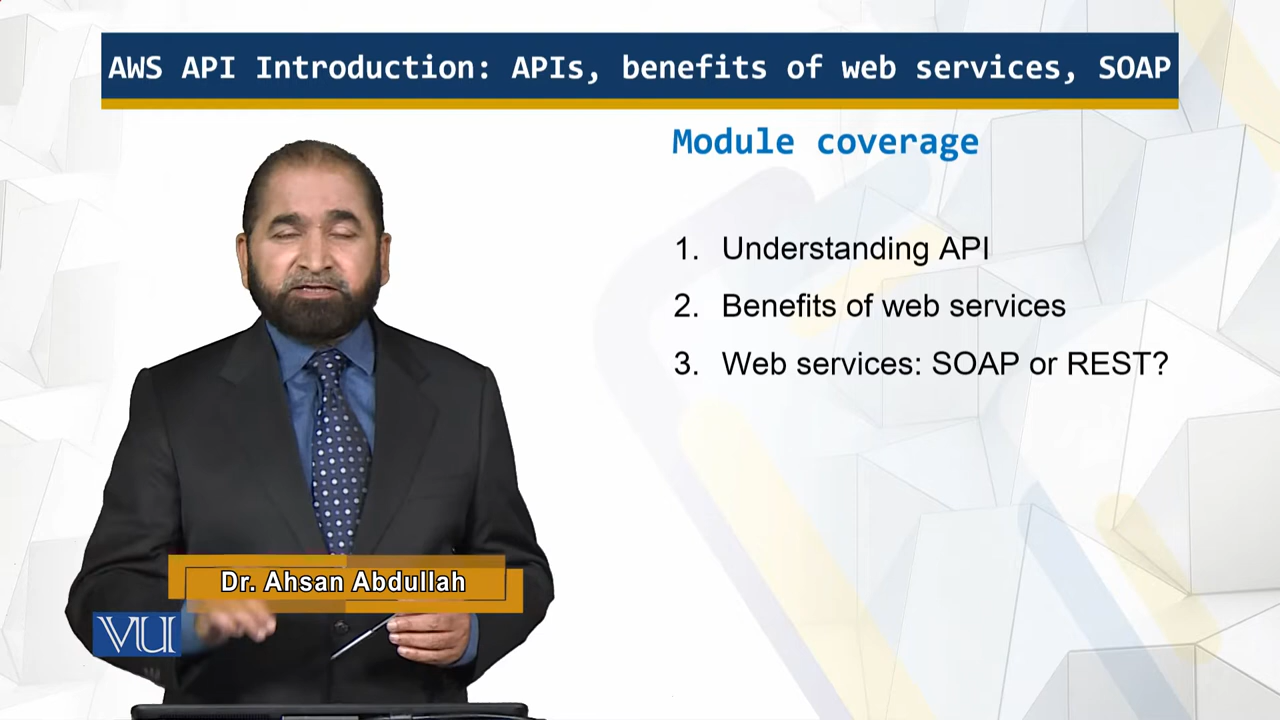 AWS API Introduction: APIs, benefits of web services, SOAP
Module coverage
1. Understanding API
2. Benefits of web services
3. Web services: SOAP or REST?
Dr. Ahsan Abdullah
VU